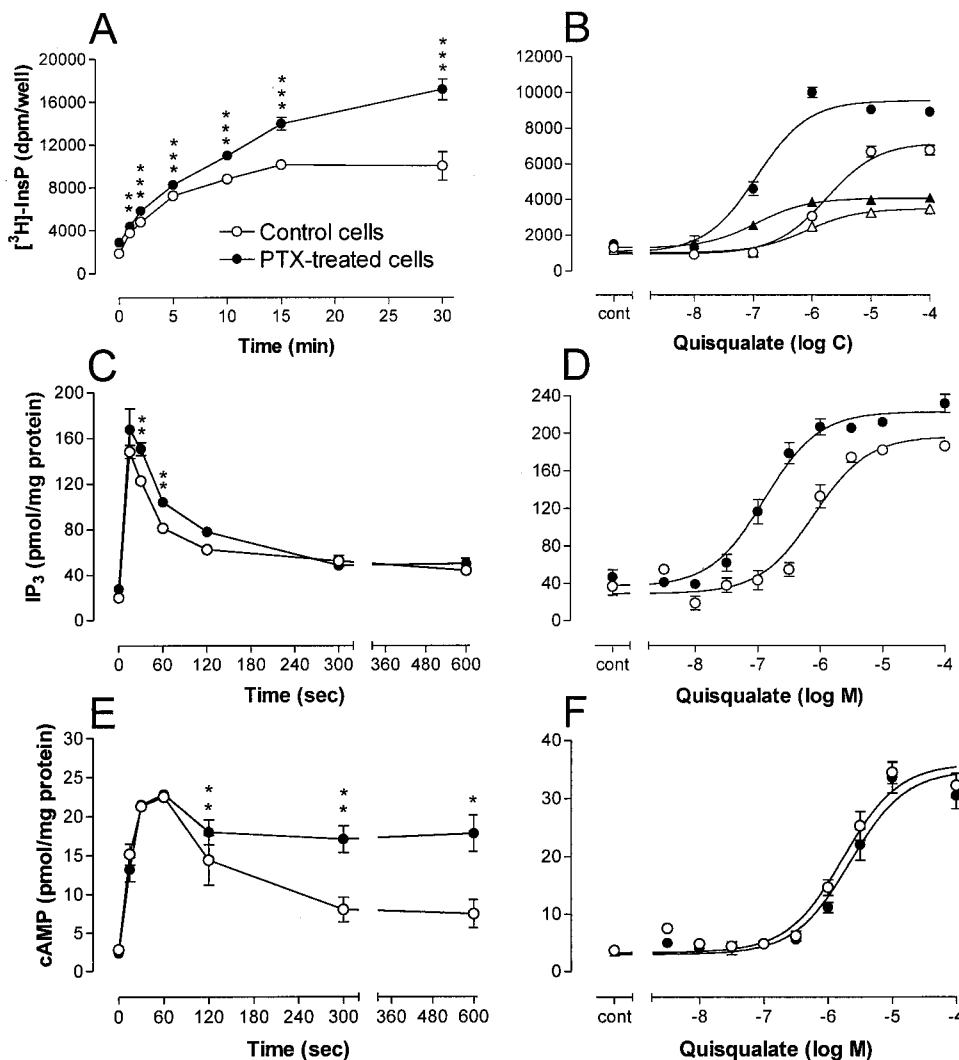 A
[³H]-InsP (dpm/well)
20000
16000
12000
8000
4000
0
** *** *** *** *** ***
Control cells
PTX-treated cells
0 5 10 15 20 25 30
Time (min)
B
12000
10000
8000
6000
4000
2000
0
cont -8 -7 -6 -5 -4
Quisqualate (log C)
C
IP₃ (pmol/mg protein)
200
160
120
80
40
0
** **
0 60 120 180 240 300 360 480 600
Time (sec)
D
240
200
160
120
80
40
0
cont -8 -7 -6 -5 -4
Quisqualate (log M)
E
cAMP (pmol/mg protein)
30
25
20
15
10
5
0
** ** *
0 60 120 180 240 300 360 480 600
Time (sec)
F
40
30
20
10
0
cont -8 -7 -6 -5 -4
Quisqualate (log M)